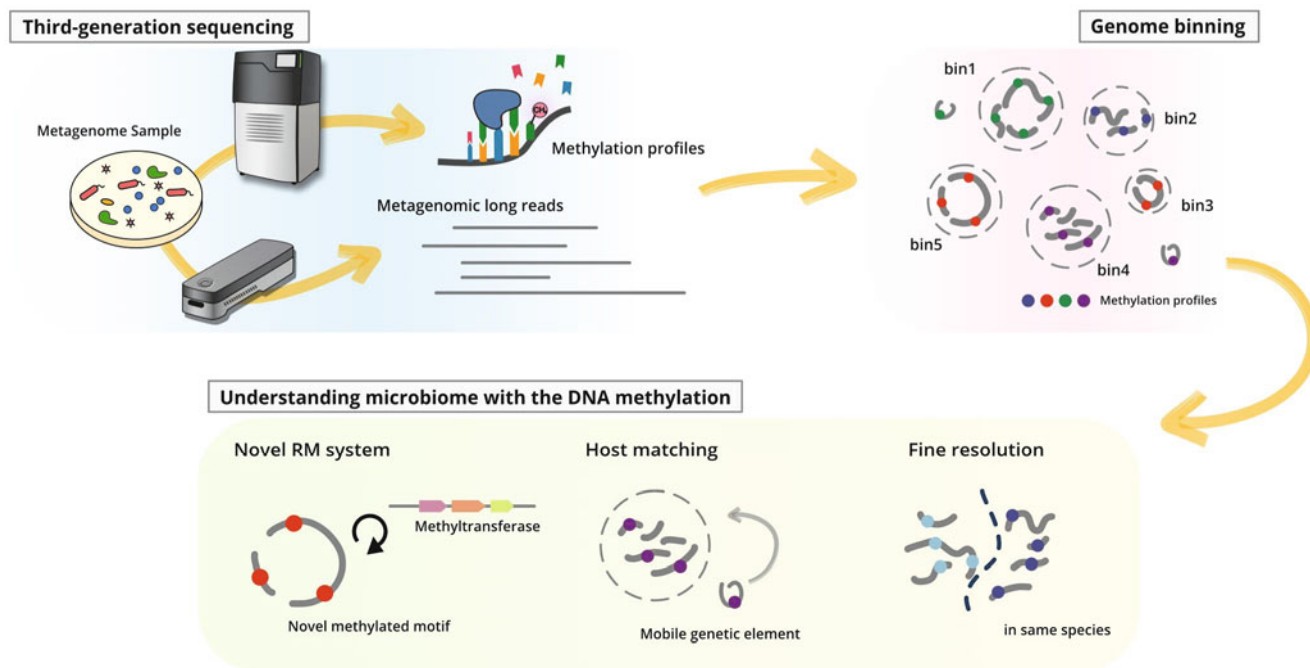 Third-generation sequencing
Metagenome Sample
CH₃
Methylation profiles
Metagenomic long reads
Genome binning
bin1
bin2
bin3
bin5
bin4
Methylation profiles
Understanding microbiome with the DNA methylation
Novel RM system
Methyltransferase
Novel methylated motif
Host matching
Mobile genetic element
Fine resolution
in same species